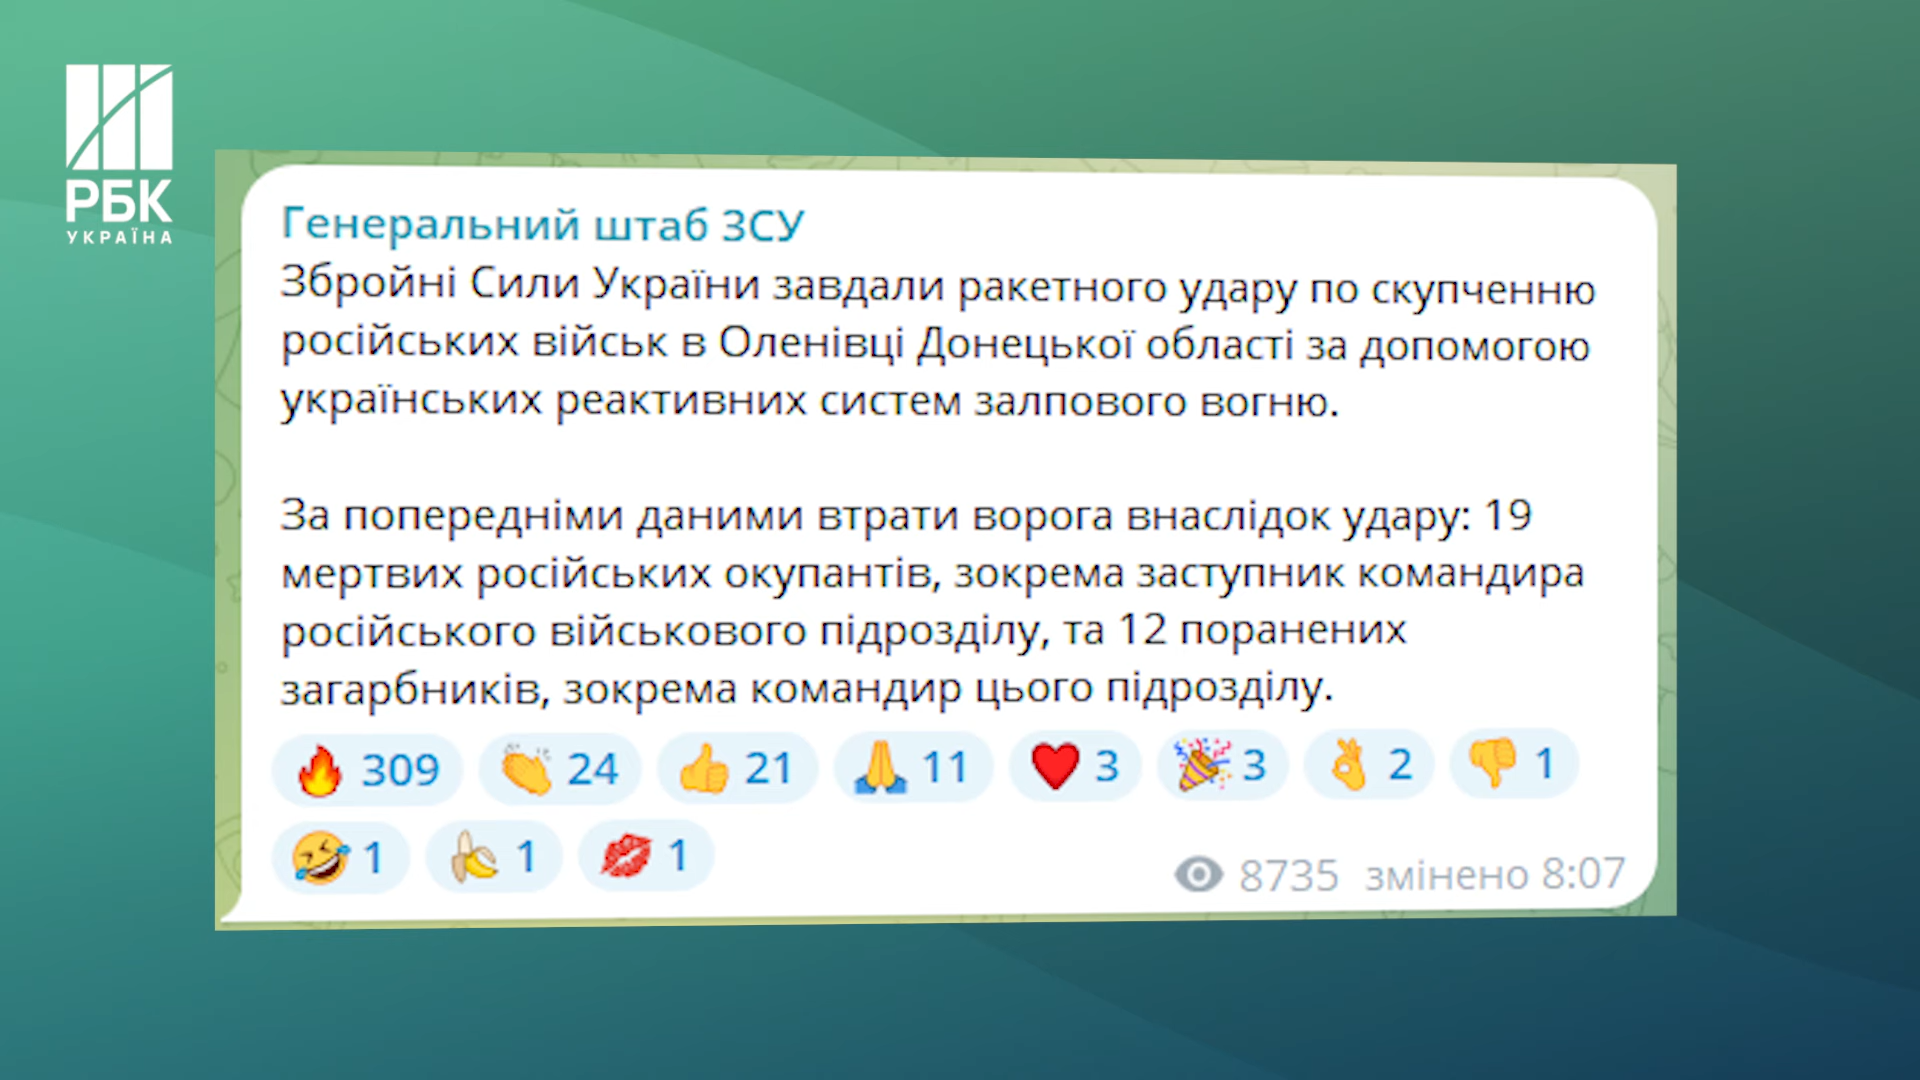 РБК
УКРАЇНА
Генеральний штаб ЗСУ
Збройні Сили України завдали ракетного удару по скупченню
російських військ в Оленівці Донецької області за допомогою
українських реактивних систем залпового вогню.
За попередніми даними втрати ворога внаслідок удару: 19
мертвих російських окупантів, зокрема заступник командира
російського військового підрозділу, та 12 поранених
загарбників, зокрема командир цього підрозділу.
309 24 21 11 3 3 2 1
1 1 1
8735 змінено 8:07